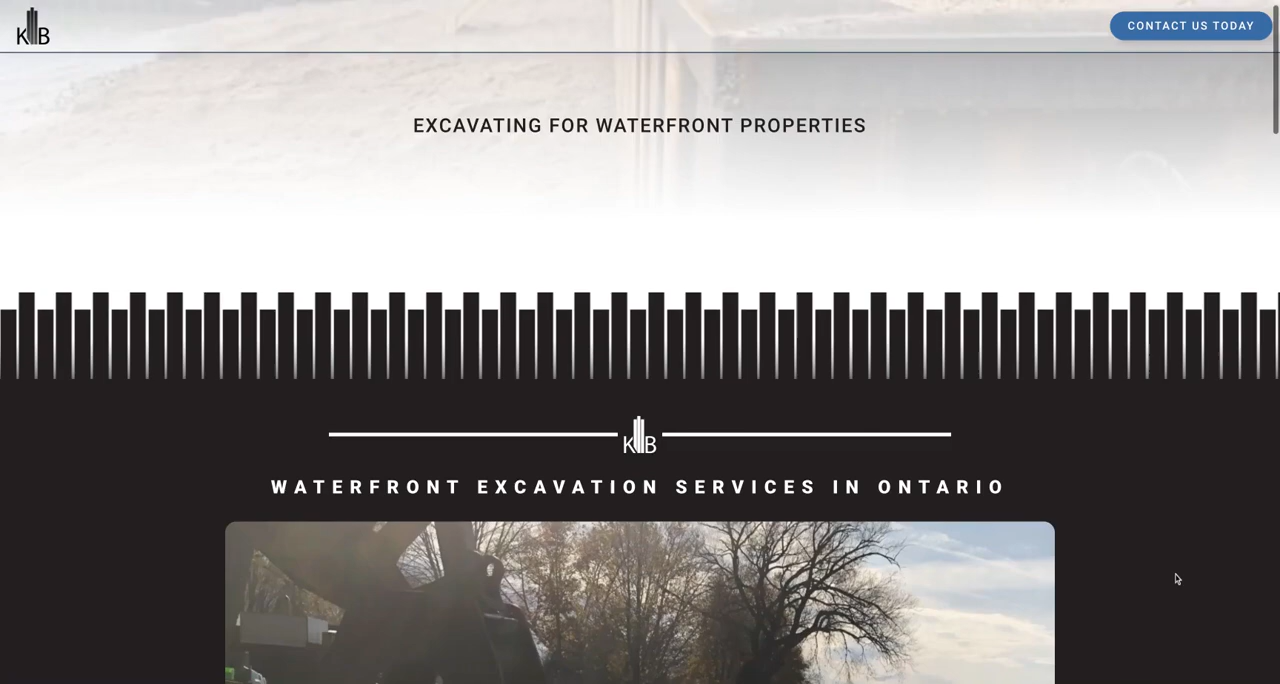 KB
CONTACT US TODAY
EXCAVATING FOR WATERFRONT PROPERTIES
KB
WATERFRONT EXCAVATION SERVICES IN ONTARIO